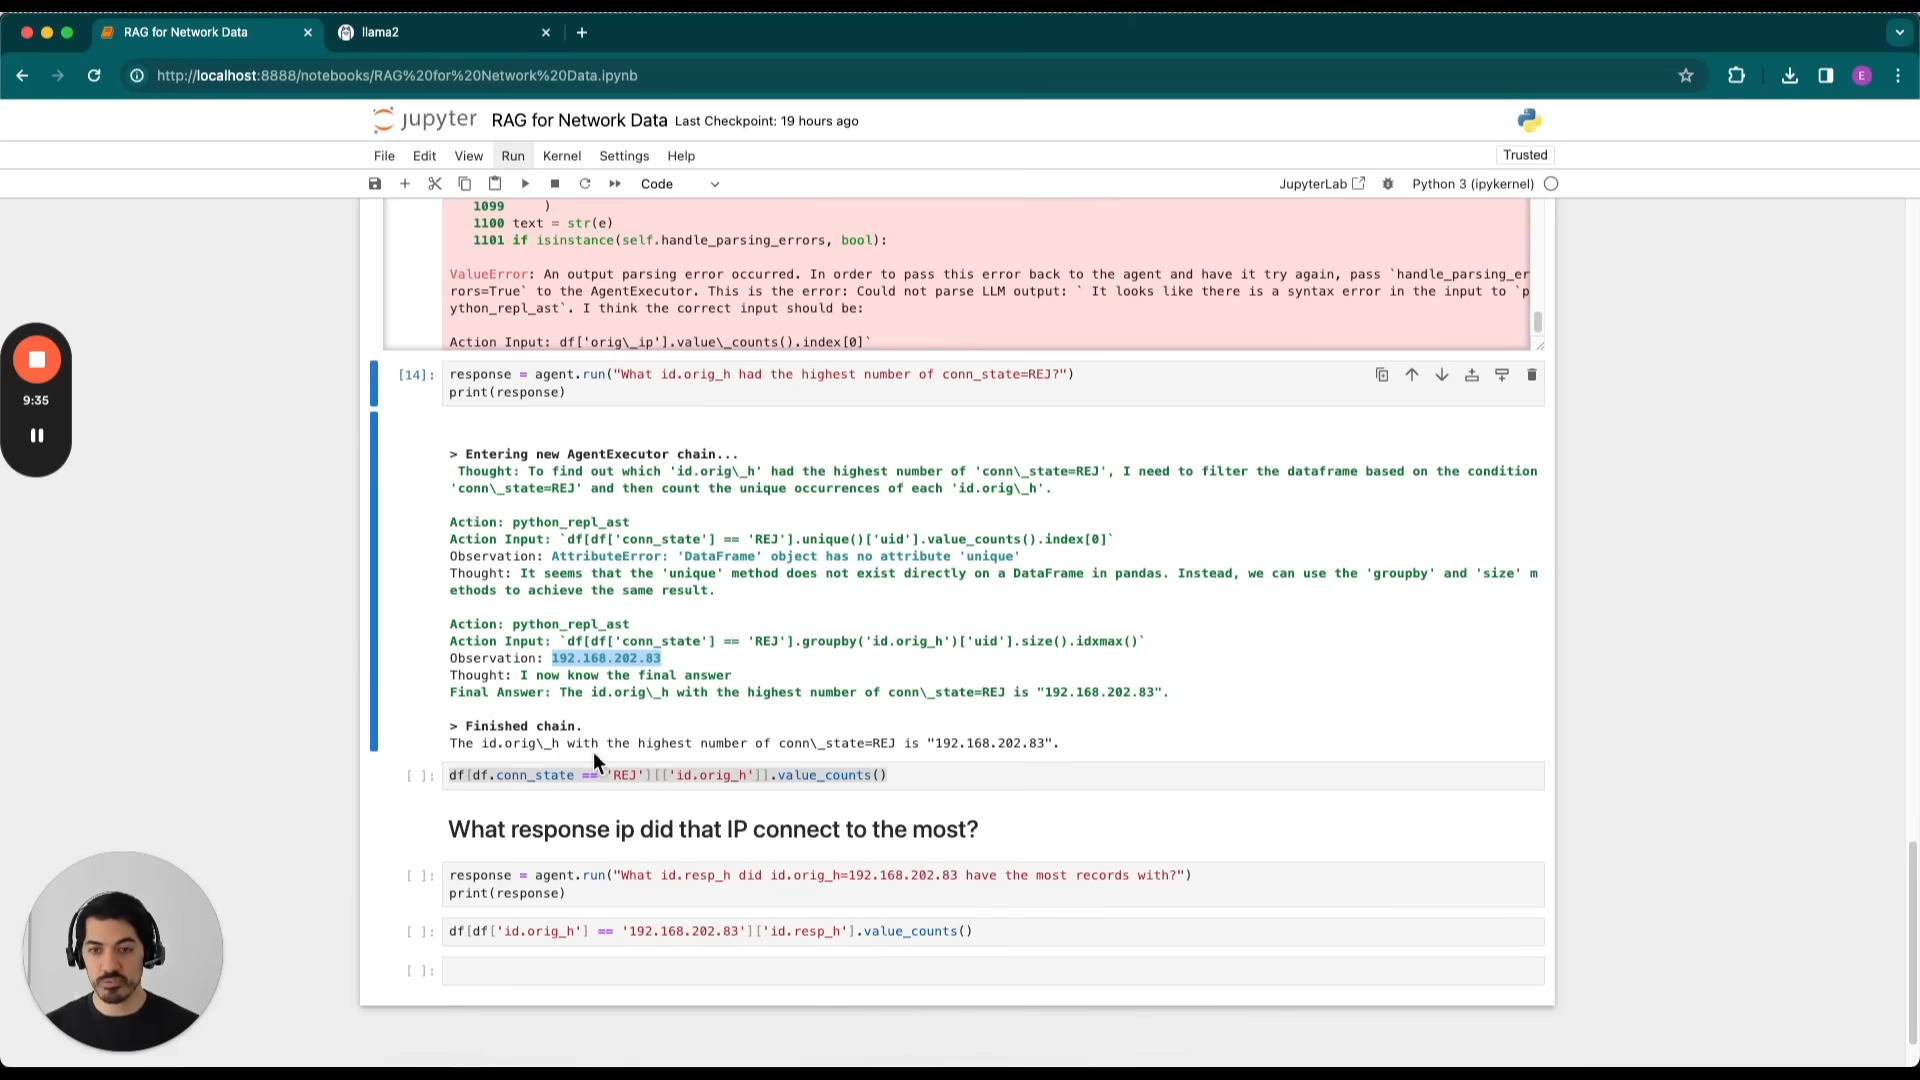 RAG for Network Data
llama2
http://localhost:8888/notebooks/RAG%20for%20Network%20Data.ipynb
E
jupyter RAG for Network Data Last Checkpoint: 19 hours ago
File Edit View Run Kernel Settings Help
Trusted
Code
JupyterLab
Python 3 (ipykernel)
1099 )
1100 text = str(e)
1101 if isinstance(self.handle_parsing_errors, bool):
ValueError: An output parsing error occurred. In order to pass this error back to the agent and have it try again, pass `handle_parsing_er
rors=True` to the AgentExecutor. This is the error: Could not parse LLM output: ` It looks like there is a syntax error in the input to `p
ython_repl_ast`. I think the correct input should be:
Action Input: df['orig\_ip'].value\_counts().index[0]`
9:35
[14]: response = agent.run("What id.orig_h had the highest number of conn_state=REJ?")
print(response)
> Entering new AgentExecutor chain...
Thought: To find out which 'id.orig\_h' had the highest number of 'conn\_state=REJ', I need to filter the dataframe based on the condition
'conn\_state=REJ' and then count the unique occurrences of each 'id.orig\_h'.
Action: python_repl_ast
Action Input: `df[df['conn_state'] == 'REJ'].unique()['uid'].value_counts().index[0]`
Observation: AttributeError: 'DataFrame' object has no attribute 'unique'
Thought: It seems that the 'unique' method does not exist directly on a DataFrame in pandas. Instead, we can use the 'groupby' and 'size' m
ethods to achieve the same result.
Action: python_repl_ast
Action Input: `df[df['conn_state'] == 'REJ'].groupby('id.orig_h')['uid'].size().idxmax()`
Observation: 192.168.202.83
Thought: I now know the final answer
Final Answer: The id.orig\_h with the highest number of conn\_state=REJ is "192.168.202.83".
> Finished chain.
The id.orig\_h with the highest number of conn\_state=REJ is "192.168.202.83".
[ ]: df[df.conn_state == 'REJ'][['id.orig_h']].value_counts()
What response ip did that IP connect to the most?
[ ]: response = agent.run("What id.resp_h did id.orig_h=192.168.202.83 have the most records with?")
print(response)
[ ]: df[df['id.orig_h'] == '192.168.202.83']['id.resp_h'].value_counts()
[ ]: